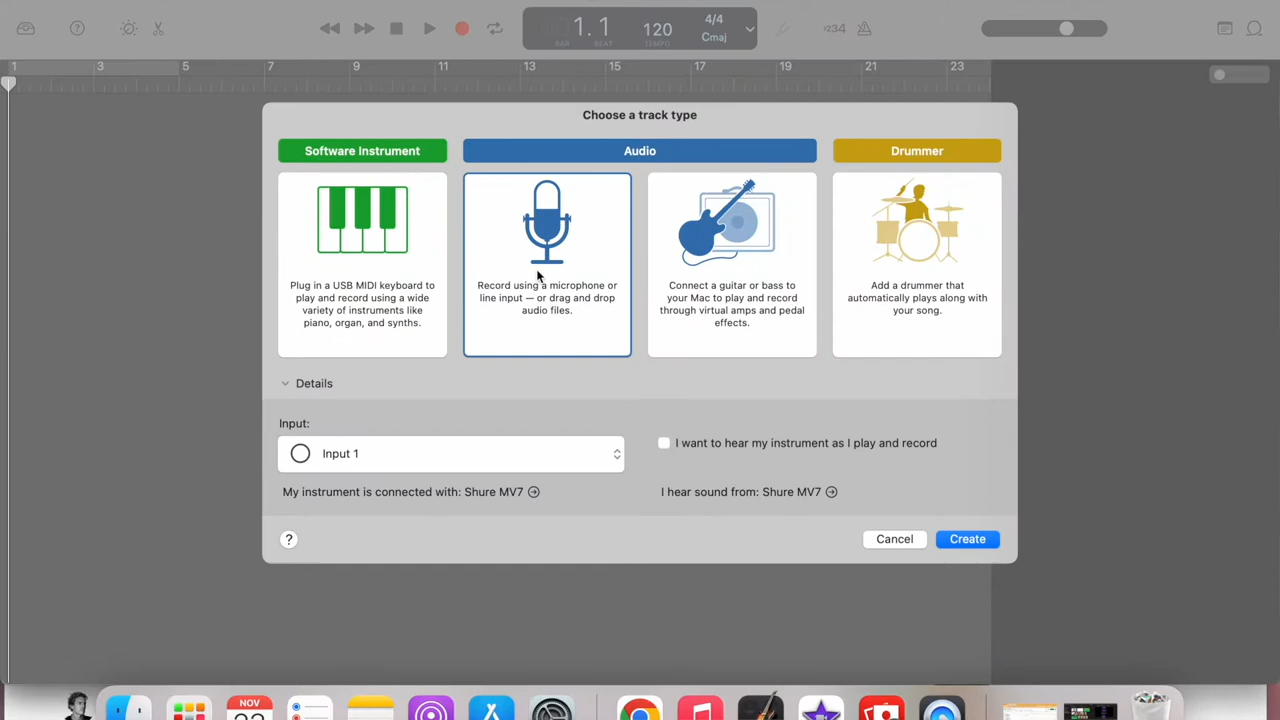 1.1
BAR
BEAT
120
TEMPO
4/4
Cmaj
1 3 5 7 9 11 13 15 17 19 21 23
Choose a track type
Software Instrument
Audio
Drummer
Plug in a USB MIDI keyboard to
play and record using a wide
variety of instruments like
piano, organ, and synths.
Record using a microphone or
line input — or drag and drop
audio files.
Connect a guitar or bass to
your Mac to play and record
through virtual amps and pedal
effects.
Add a drummer that
automatically plays along with
your song.
Details
Input:
Input 1
I want to hear my instrument as I play and record
My instrument is connected with: Shure MV7
I hear sound from: Shure MV7
?
Cancel
Create
NOV